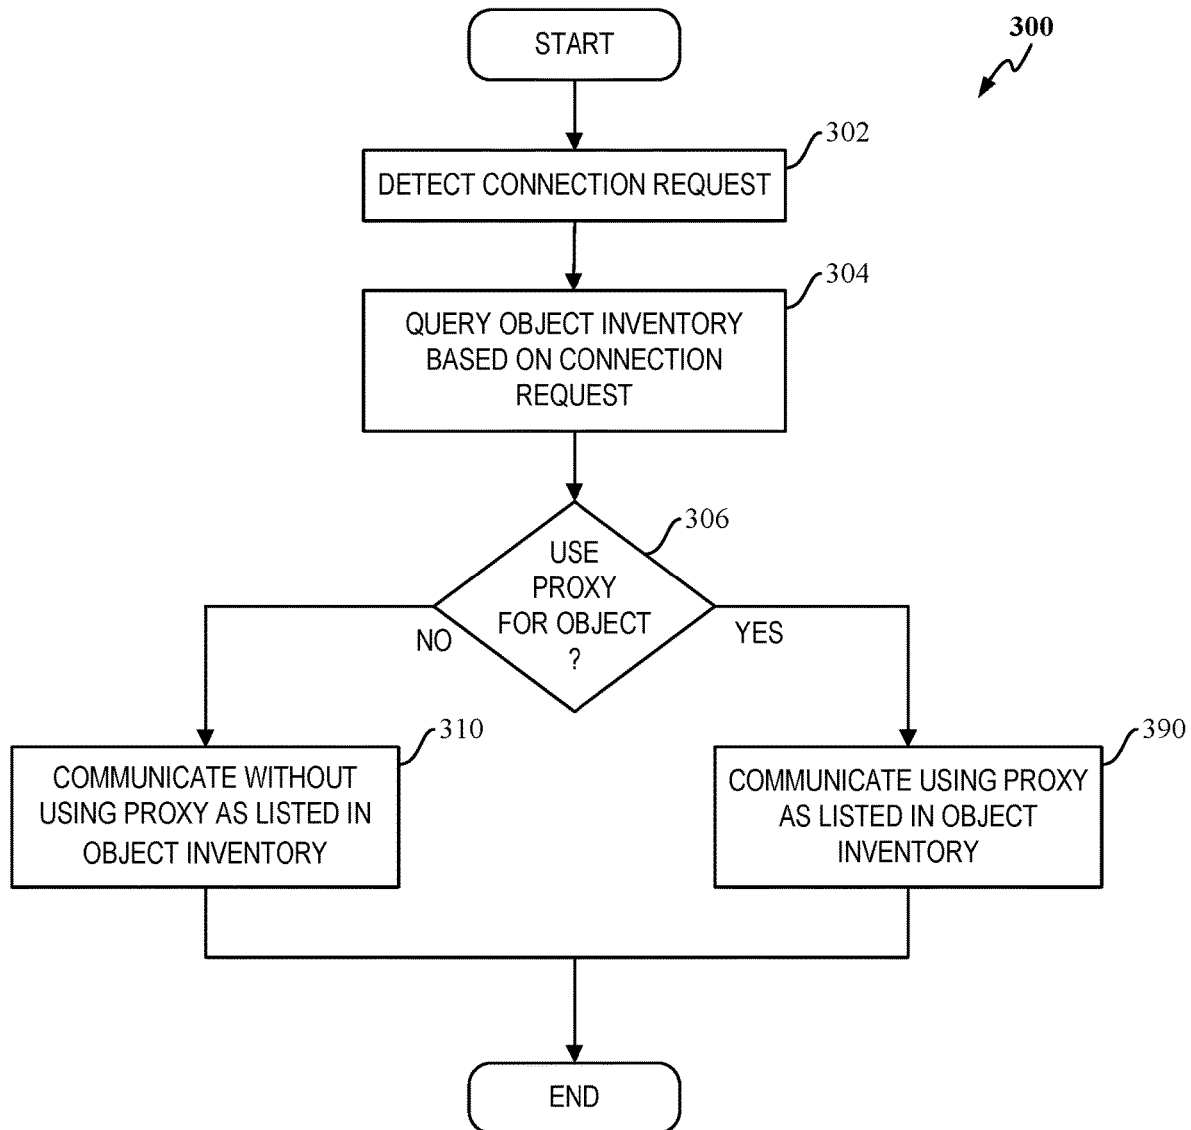 START
300
302
DETECT CONNECTION REQUEST
304
QUERY OBJECT INVENTORY
BASED ON CONNECTION
REQUEST
306
USE
PROXY
FOR OBJECT
?
NO
YES
310
COMMUNICATE WITHOUT
USING PROXY AS LISTED IN
OBJECT INVENTORY
390
COMMUNICATE USING PROXY
AS LISTED IN OBJECT
INVENTORY
END